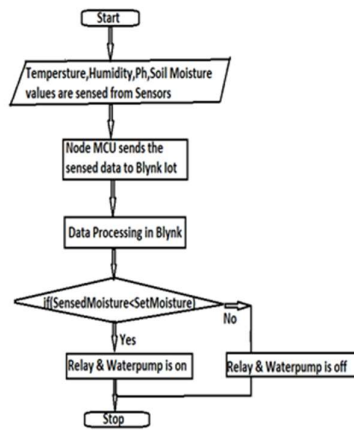 Start
Tempersture,Humidity,Ph,Soil Moisture
values are sensed from Sensors
Node MCU sends the
sensed data to Blynk Iot
Data Processing in Blynk
if(SensedMoisture<SetMoisture)
No
Yes
Relay & Waterpump is on
Relay & Waterpump is off
Stop